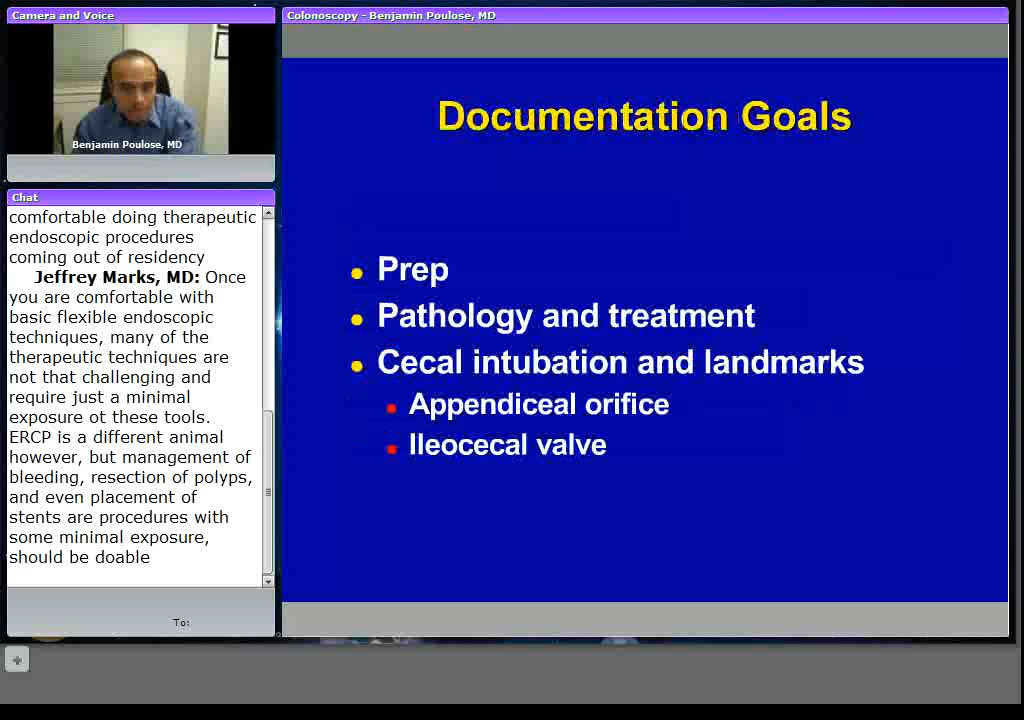 Camera and Voice
Benjamin Poulose, MD
Chat
comfortable doing therapeutic
endoscopic procedures
coming out of residency
Jeffrey Marks, MD: Once
you are comfortable with
basic flexible endoscopic
techniques, many of the
therapeutic techniques are
not that challenging and
require just a minimal
exposure ot these tools.
ERCP is a different animal
however, but management of
bleeding, resection of polyps,
and even placement of
stents are procedures with
some minimal exposure,
should be doable
To:
Colonoscopy - Benjamin Poulose, MD
Documentation Goals
Prep
Pathology and treatment
Cecal intubation and landmarks
Appendiceal orifice
Ileocecal valve